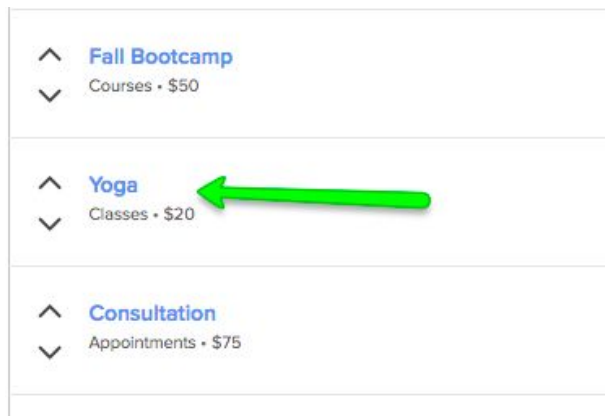 Fall Bootcamp
Courses • $50
Yoga
Classes • $20
Consultation
Appointments • $75